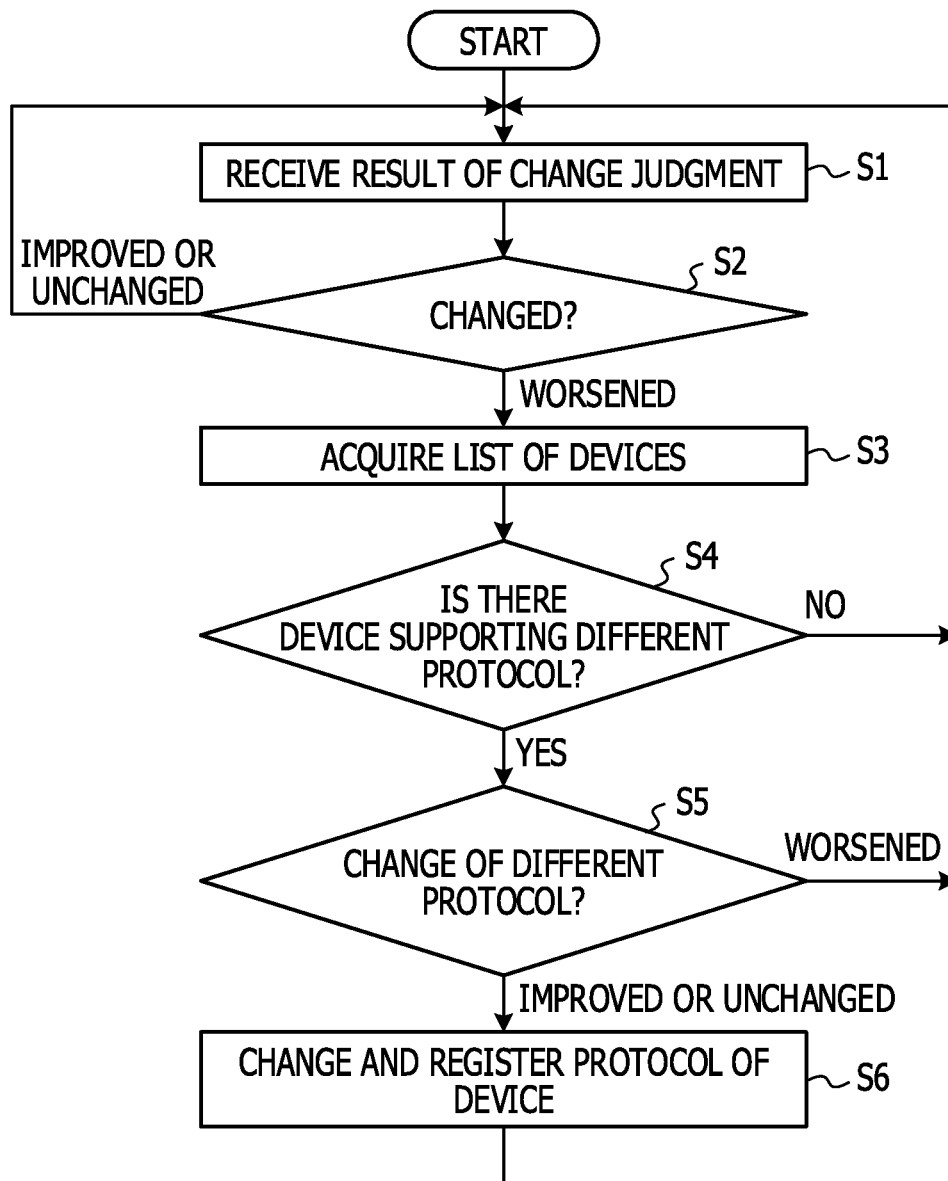 START
RECEIVE RESULT OF CHANGE JUDGMENT
S1
IMPROVED OR
UNCHANGED
S2
CHANGED?
WORSENED
ACQUIRE LIST OF DEVICES
S3
S4
IS THERE
DEVICE SUPPORTING DIFFERENT
PROTOCOL?
NO
YES
S5
CHANGE OF DIFFERENT
PROTOCOL?
WORSENED
IMPROVED OR UNCHANGED
CHANGE AND REGISTER PROTOCOL OF
DEVICE
S6